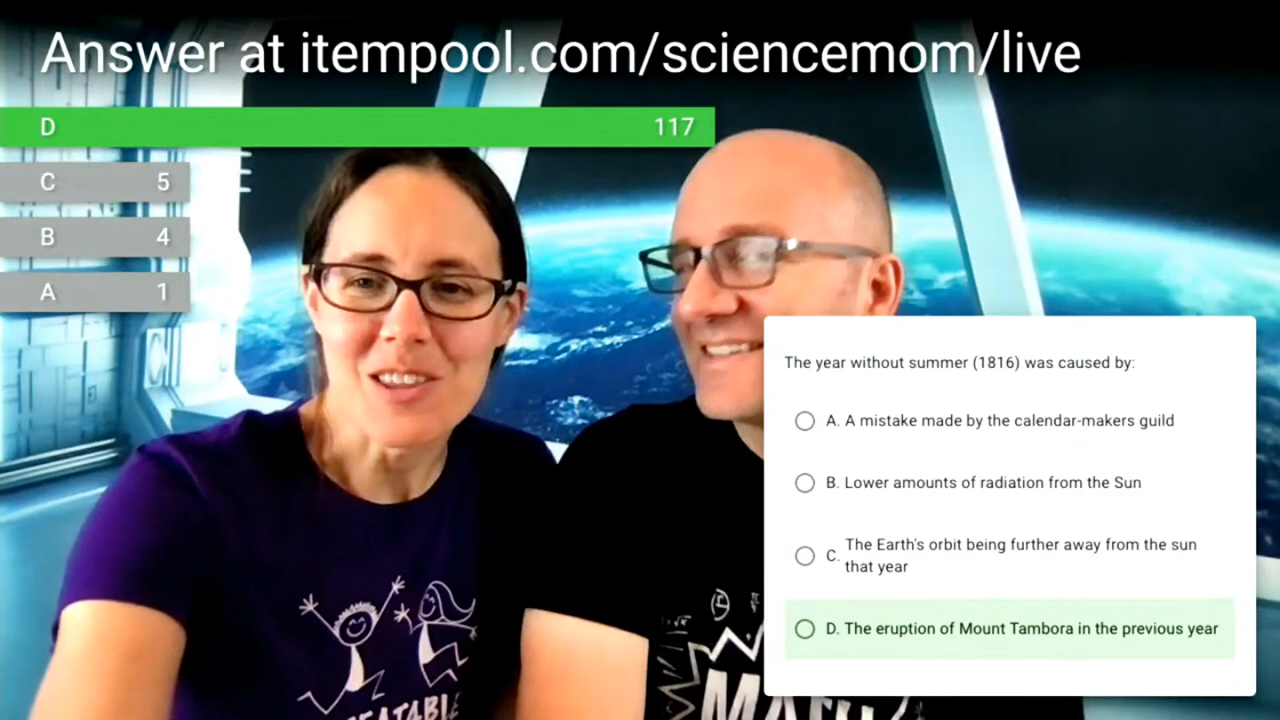 Answer at itempool.com/sciencemom/live
D 117
C 5
B 4
A 1
The year without summer (1816) was caused by:
A. A mistake made by the calendar-makers guild
B. Lower amounts of radiation from the Sun
C. The Earth's orbit being further away from the sun
that year
D. The eruption of Mount Tambora in the previous year
MATH